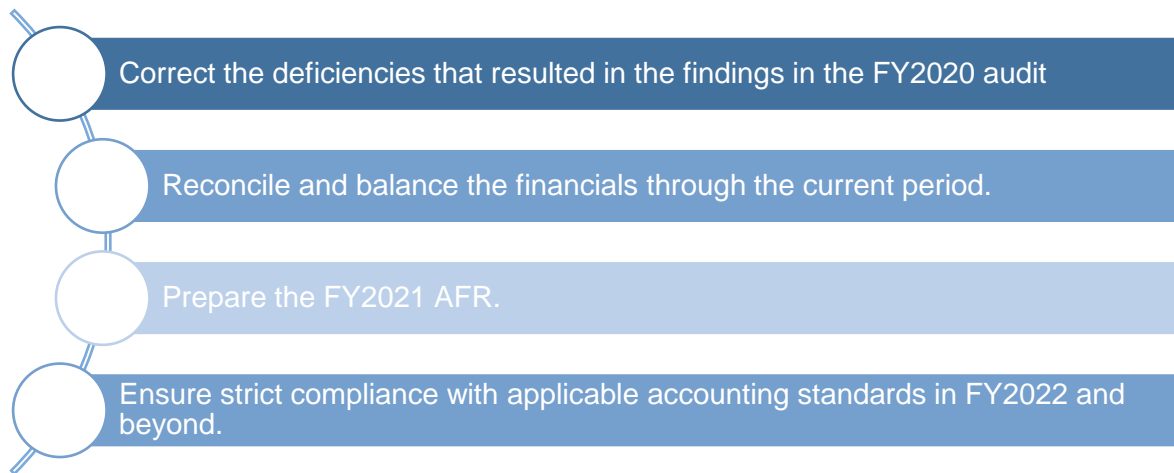 Correct the deficiencies that resulted in the findings in the FY2020 audit
Reconcile and balance the financials through the current period.
Prepare the FY2021 AFR.
Ensure strict compliance with applicable accounting standards in FY2022 and
beyond.